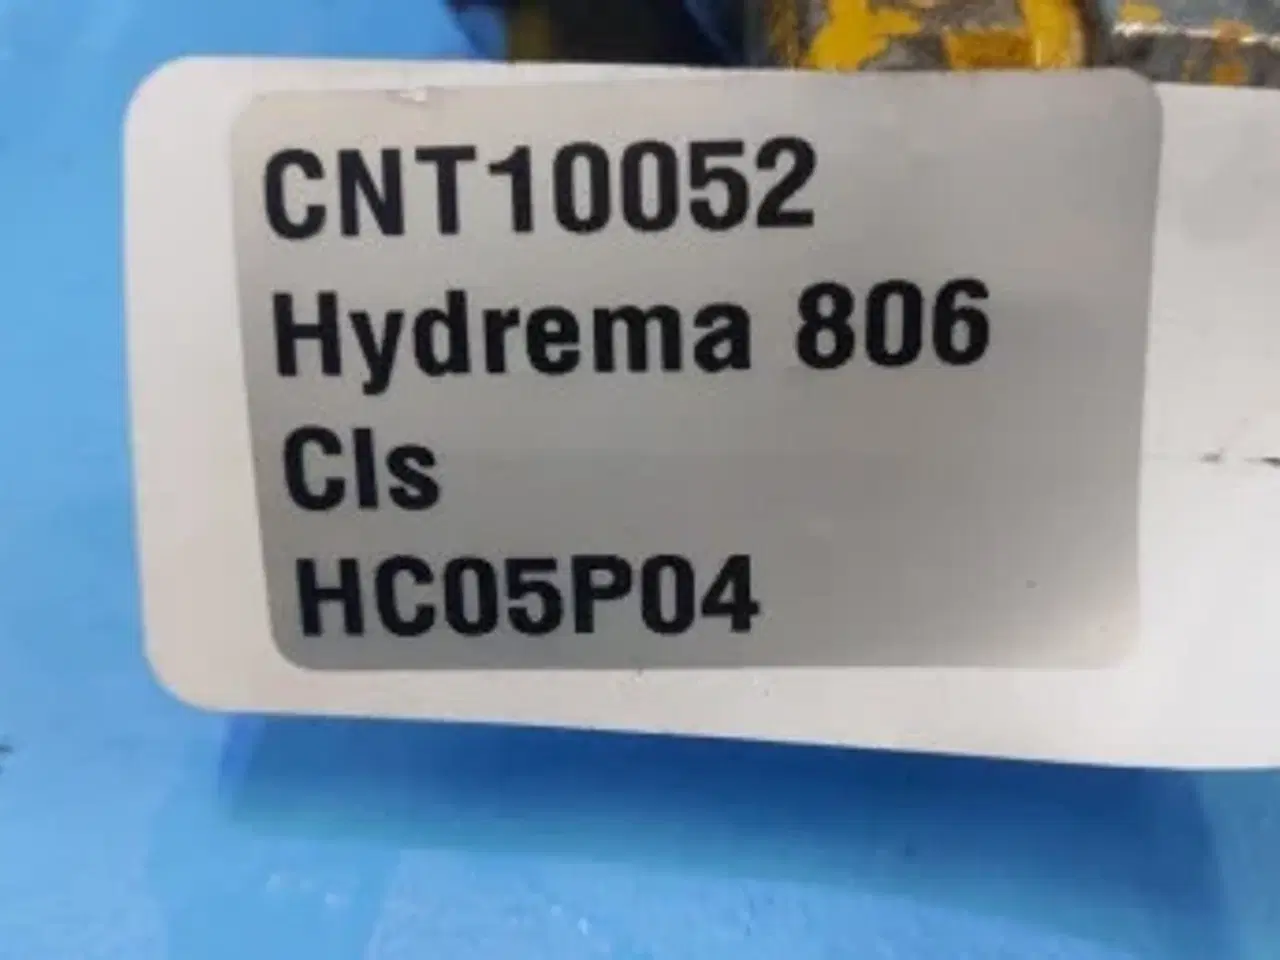 CNT10052
Hydrema 806
Cls
HC05P04